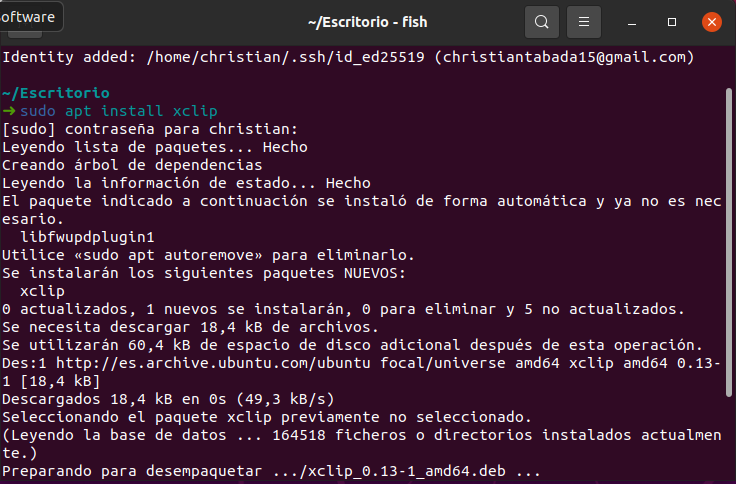 oftware
~/Escritorio - fish
Identity added: /home/christian/.ssh/id_ed25519 (christiantabada15@gmail.com)
~/Escritorio
➜ sudo apt install xclip
[sudo] contraseña para christian:
Leyendo lista de paquetes... Hecho
Creando árbol de dependencias
Leyendo la información de estado... Hecho
El paquete indicado a continuación se instaló de forma automática y ya no es nec
esario.
  libfwupdplugin1
Utilice «sudo apt autoremove» para eliminarlo.
Se instalarán los siguientes paquetes NUEVOS:
  xclip
0 actualizados, 1 nuevos se instalarán, 0 para eliminar y 5 no actualizados.
Se necesita descargar 18,4 kB de archivos.
Se utilizarán 60,4 kB de espacio de disco adicional después de esta operación.
Des:1 http://es.archive.ubuntu.com/ubuntu focal/universe amd64 xclip amd64 0.13-
1 [18,4 kB]
Descargados 18,4 kB en 0s (49,3 kB/s)
Seleccionando el paquete xclip previamente no seleccionado.
(Leyendo la base de datos ... 164518 ficheros o directorios instalados actualmen
te.)
Preparando para desempaquetar .../xclip_0.13-1_amd64.deb ...